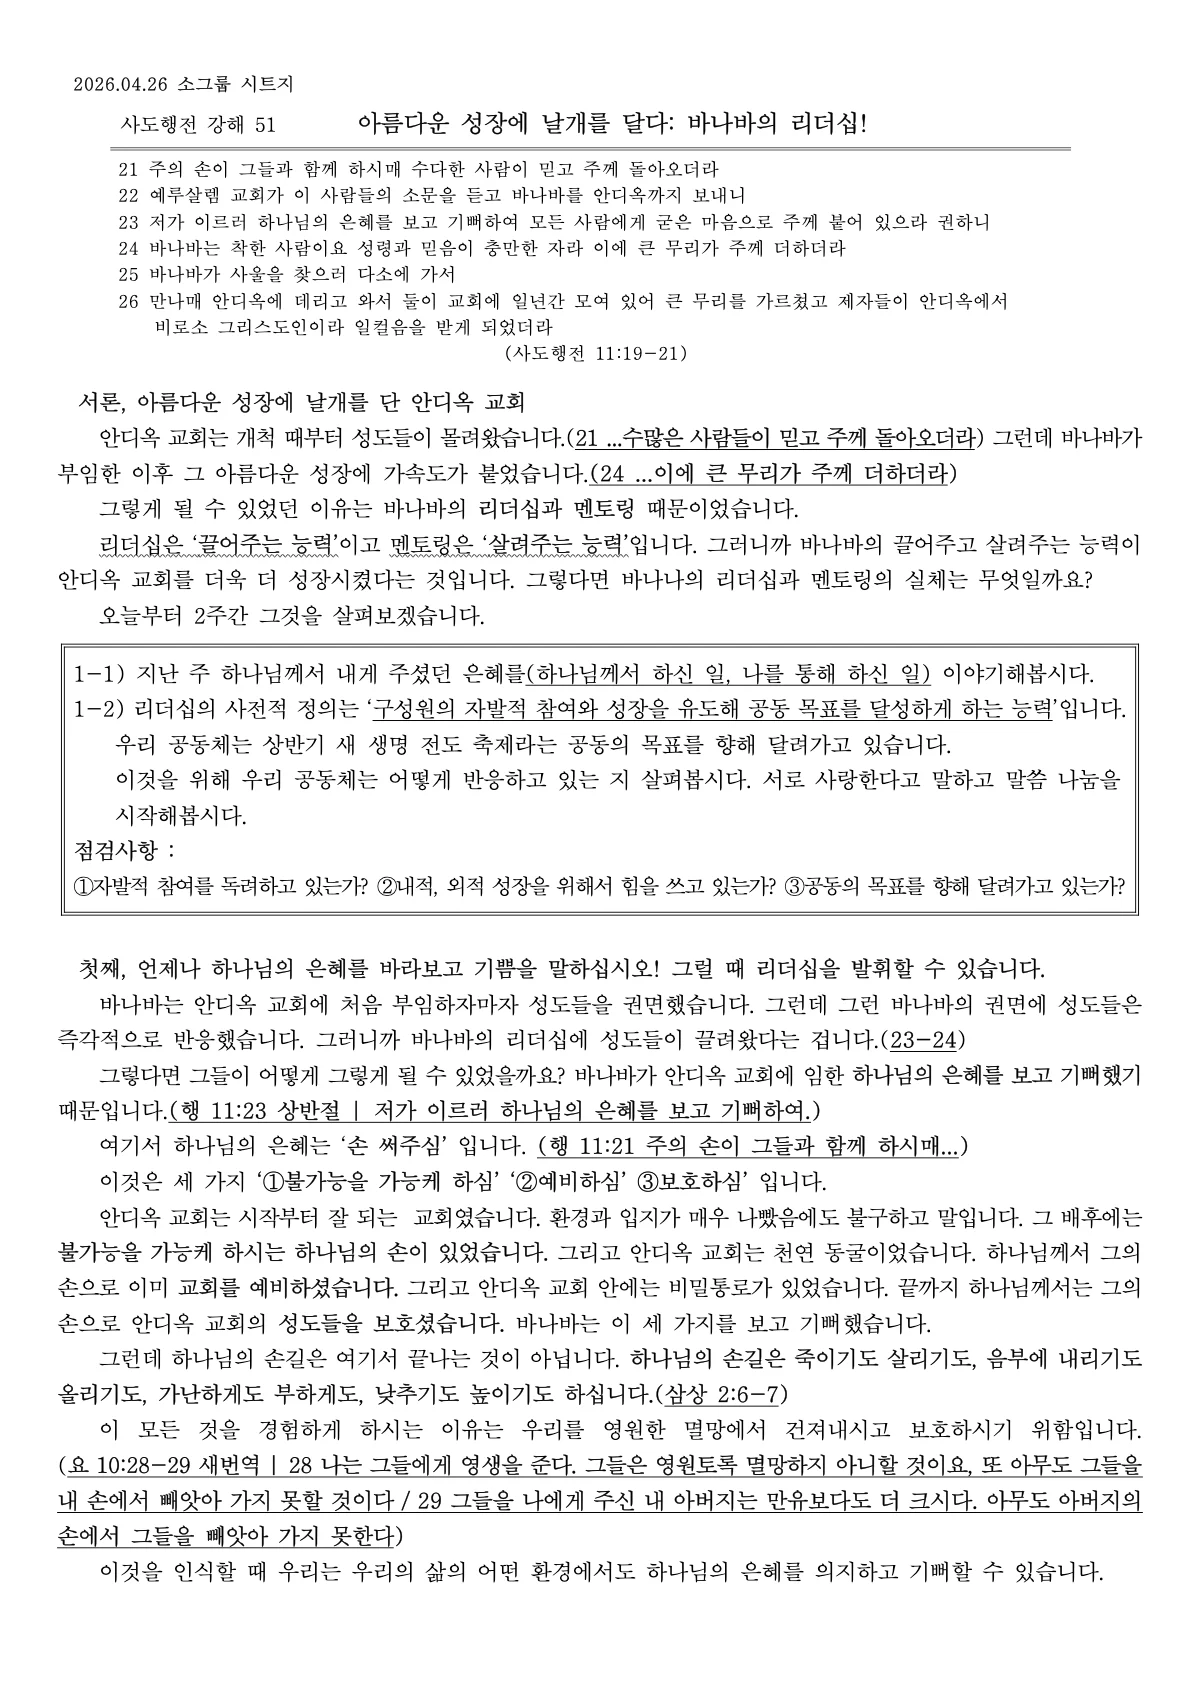 2026.04.26 소그룹 시트지
사도행전 강해 51 아름다운 성장에 날개를 달다: 바나바의 리더십!
21 주의 손이 그들과 함께 하시매 수다한 사람이 믿고 주께 돌아오더라
22 예루살렘 교회가 이 사람들의 소문을 듣고 바나바를 안디옥까지 보내니
23 저가 이르러 하나님의 은혜를 보고 기뻐하여 모든 사람에게 굳은 마음으로 주께 붙어 있으라 권하니
24 바나바는 착한 사람이요 성령과 믿음이 충만한 자라 이에 큰 무리가 주께 더하더라
25 바나바가 사울을 찾으러 다소에 가서
26 만나매 안디옥에 데리고 와서 둘이 교회에 일년간 모여 있어 큰 무리를 가르쳤고 제자들이 안디옥에서
비로소 그리스도인이라 일컬음을 받게 되었더라
(사도행전 11:19-21)
서론, 아름다운 성장에 날개를 단 안디옥 교회
안디옥 교회는 개척 때부터 성도들이 몰려왔습니다.(21 ...수많은 사람들이 믿고 주께 돌아오더라) 그런데 바나바가
부임한 이후 그 아름다운 성장에 가속도가 붙었습니다.(24 ...이에 큰 무리가 주께 더하더라)
그렇게 될 수 있었던 이유는 바나바의 리더십과 멘토링 때문이었습니다.
리더십은 ‘끌어주는 능력’이고 멘토링은 ‘살려주는 능력’입니다. 그러니까 바나바의 끌어주고 살려주는 능력이
안디옥 교회를 더욱 더 성장시켰다는 것입니다. 그렇다면 바나나의 리더십과 멘토링의 실체는 무엇일까요?
오늘부터 2주간 그것을 살펴보겠습니다.
1-1) 지난 주 하나님께서 내게 주셨던 은혜를(하나님께서 하신 일, 나를 통해 하신 일) 이야기해봅시다.
1-2) 리더십의 사전적 정의는 ‘구성원의 자발적 참여와 성장을 유도해 공동 목표를 달성하게 하는 능력’입니다.
우리 공동체는 상반기 새 생명 전도 축제라는 공동의 목표를 향해 달려가고 있습니다.
이것을 위해 우리 공동체는 어떻게 반응하고 있는 지 살펴봅시다. 서로 사랑한다고 말하고 말씀 나눔을
시작해봅시다.
점검사항 :
①자발적 참여를 독려하고 있는가? ②내적, 외적 성장을 위해서 힘을 쓰고 있는가? ③공동의 목표를 향해 달려가고 있는가?
첫째, 언제나 하나님의 은혜를 바라보고 기쁨을 말하십시오! 그럴 때 리더십을 발휘할 수 있습니다.
바나바는 안디옥 교회에 처음 부임하자마자 성도들을 권면했습니다. 그런데 그런 바나바의 권면에 성도들은
즉각적으로 반응했습니다. 그러니까 바나바의 리더십에 성도들이 끌려왔다는 겁니다.(23-24)
그렇다면 그들이 어떻게 그렇게 될 수 있었을까요? 바나바가 안디옥 교회에 임한 하나님의 은혜를 보고 기뻐했기
때문입니다.(행 11:23 상반절 | 저가 이르러 하나님의 은혜를 보고 기뻐하여.)
여기서 하나님의 은혜는 ‘손 써주심’ 입니다. (행 11:21 주의 손이 그들과 함께 하시매...)
이것은 세 가지 ‘①불가능을 가능케 하심’ ‘②예비하심’ ③보호하심’ 입니다.
안디옥 교회는 시작부터 잘 되는 교회였습니다. 환경과 입지가 매우 나빴음에도 불구하고 말입니다. 그 배후에는
불가능을 가능케 하시는 하나님의 손이 있었습니다. 그리고 안디옥 교회는 천연 동굴이었습니다. 하나님께서 그의
손으로 이미 교회를 예비하셨습니다. 그리고 안디옥 교회 안에는 비밀통로가 있었습니다. 끝까지 하나님께서는 그의
손으로 안디옥 교회의 성도들을 보호셨습니다. 바나바는 이 세 가지를 보고 기뻐했습니다.
그런데 하나님의 손길은 여기서 끝나는 것이 아닙니다. 하나님의 손길은 죽이기도 살리기도, 음부에 내리기도
올리기도, 가난하게도 부하게도, 낮추기도 높이기도 하십니다.(삼상 2:6-7)
이 모든 것을 경험하게 하시는 이유는 우리를 영원한 멸망에서 건져내시고 보호하시기 위함입니다.
(요 10:28-29 새번역 | 28 나는 그들에게 영생을 준다. 그들은 영원토록 멸망하지 아니할 것이요, 또 아무도 그들을
내 손에서 빼앗아 가지 못할 것이다 / 29 그들을 나에게 주신 내 아버지는 만유보다도 더 크시다. 아무도 아버지의
손에서 그들을 빼앗아 가지 못한다)
이것을 인식할 때 우리는 우리의 삶의 어떤 환경에서도 하나님의 은혜를 의지하고 기뻐할 수 있습니다.